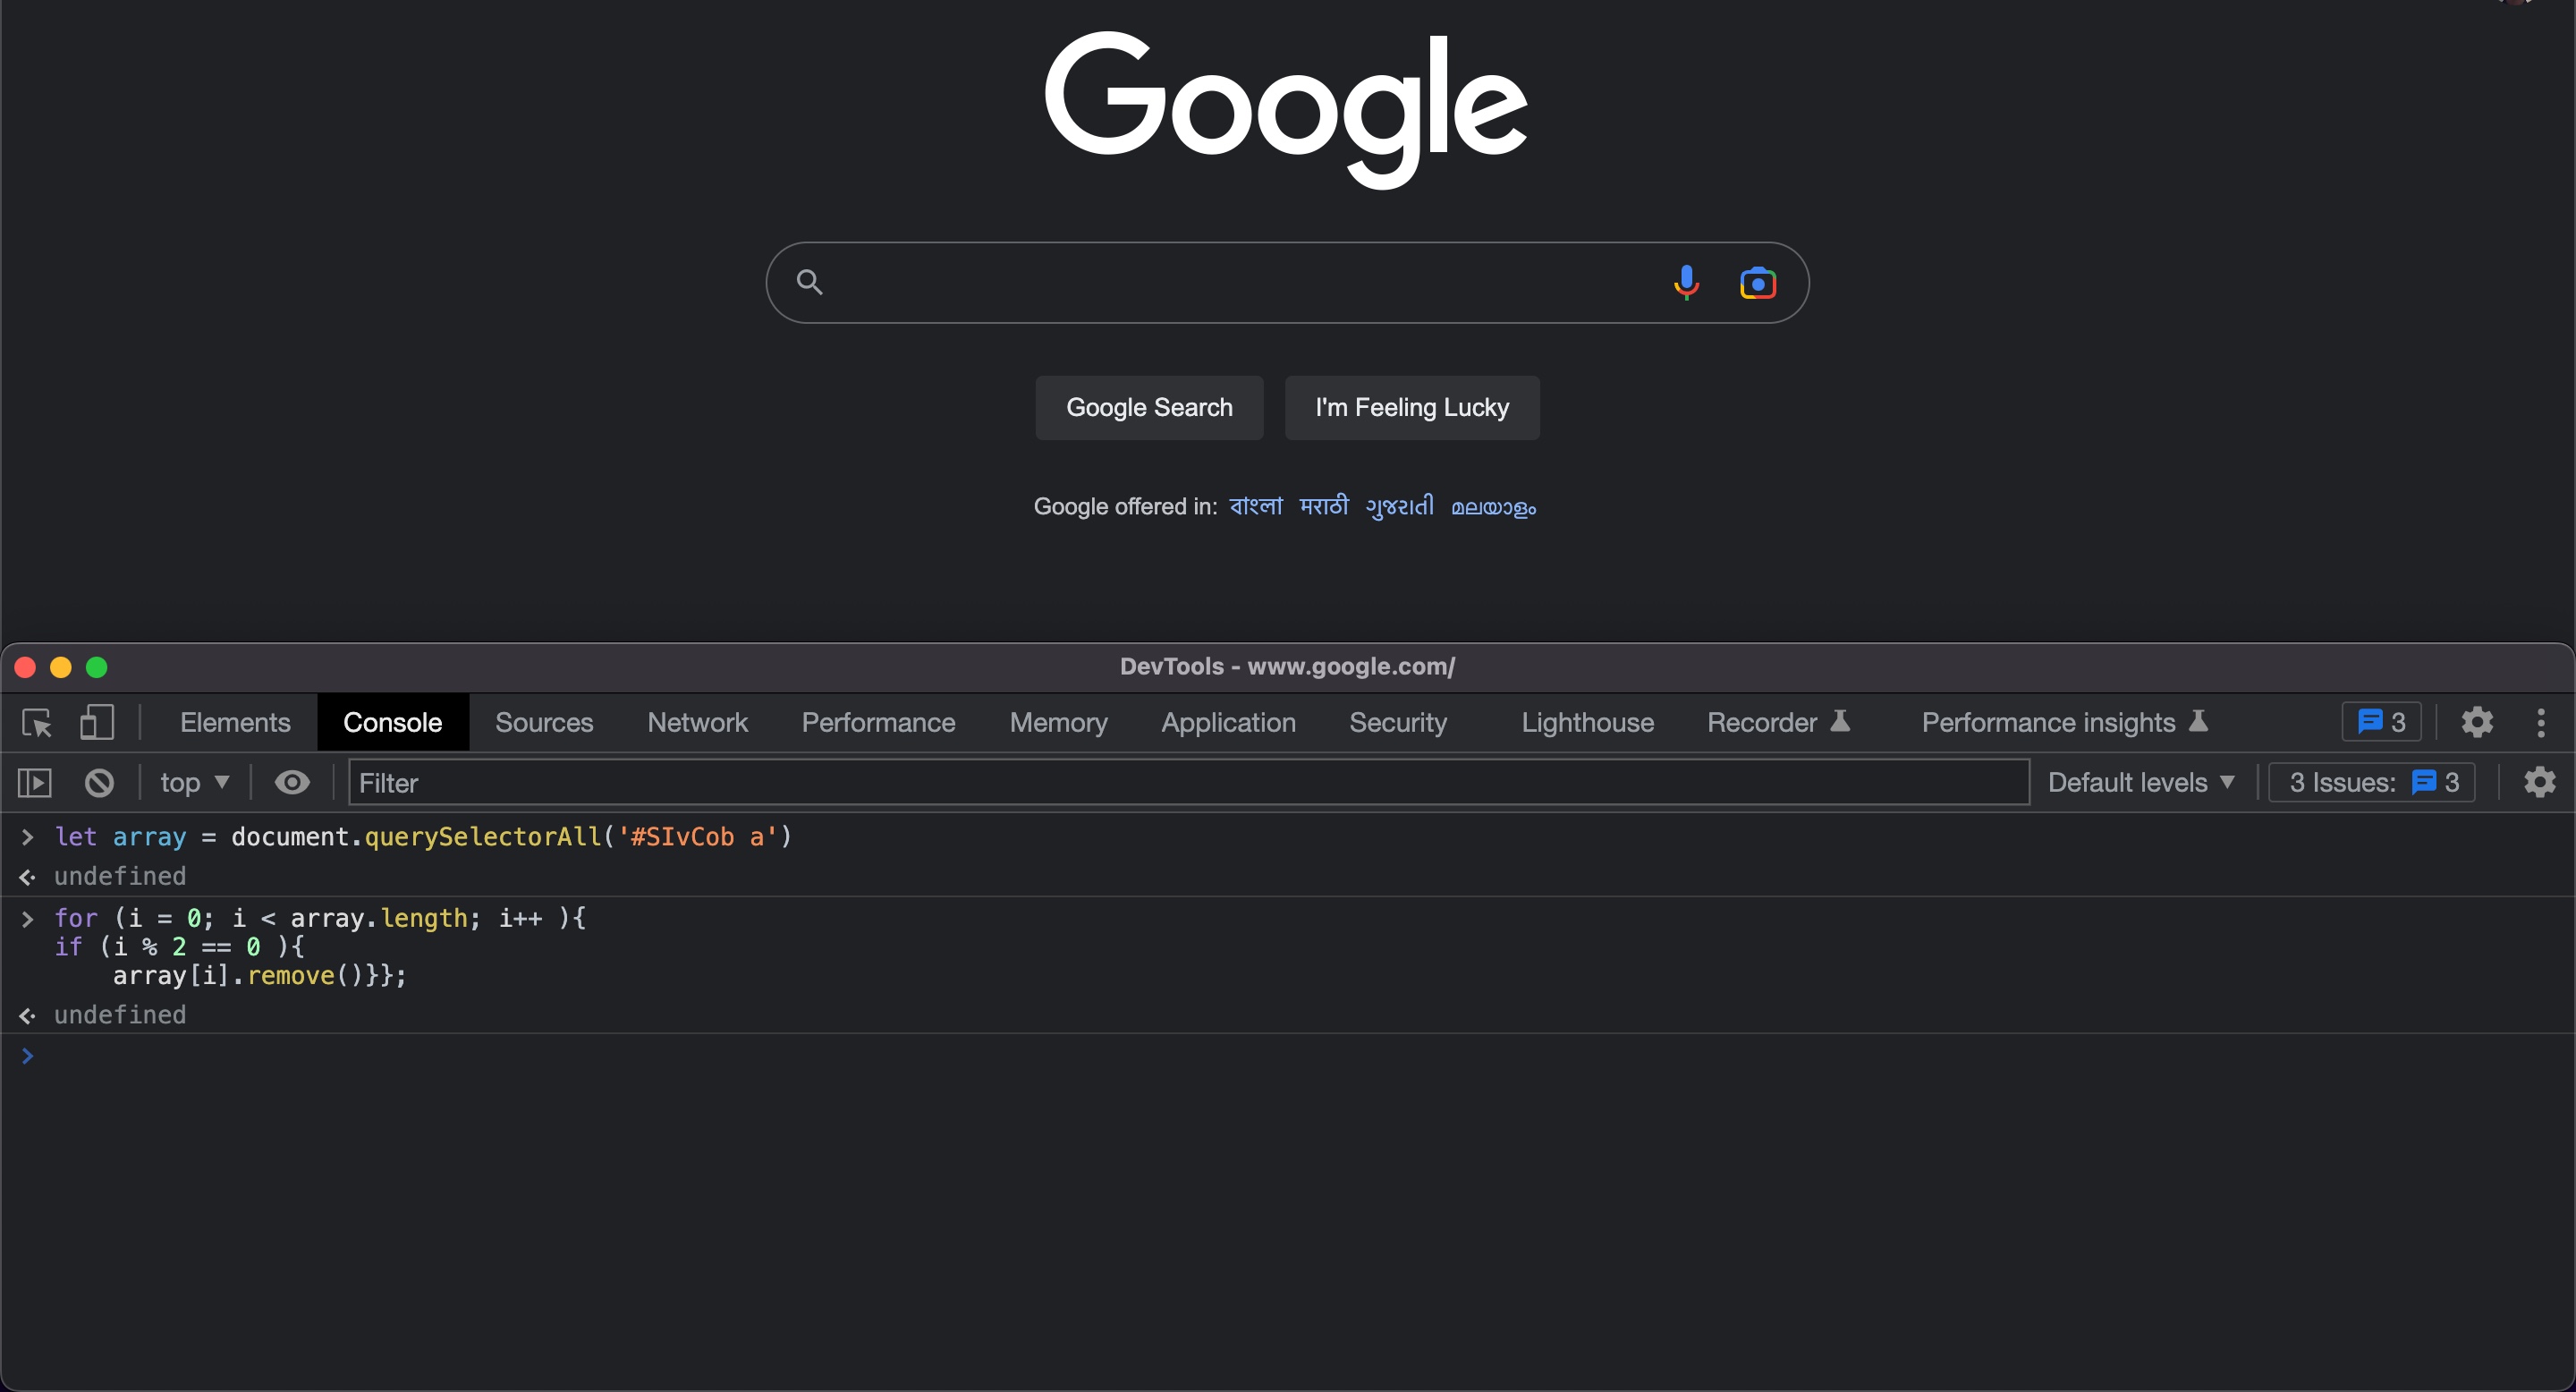 Google
Google Search I'm Feeling Lucky
Google offered in: বাংলা मराठी ગુજરાતી മലയാളം
DevTools - www.google.com/
Elements Console Sources Network Performance Memory Application Security Lighthouse Recorder Performance insights 3
top Filter Default levels 3 Issues: 3
let array = document.querySelectorAll('#SIvCob a')
undefined
for (i = 0; i < array.length; i++ ){
if (i % 2 == 0 ){
array[i].remove()}};
undefined